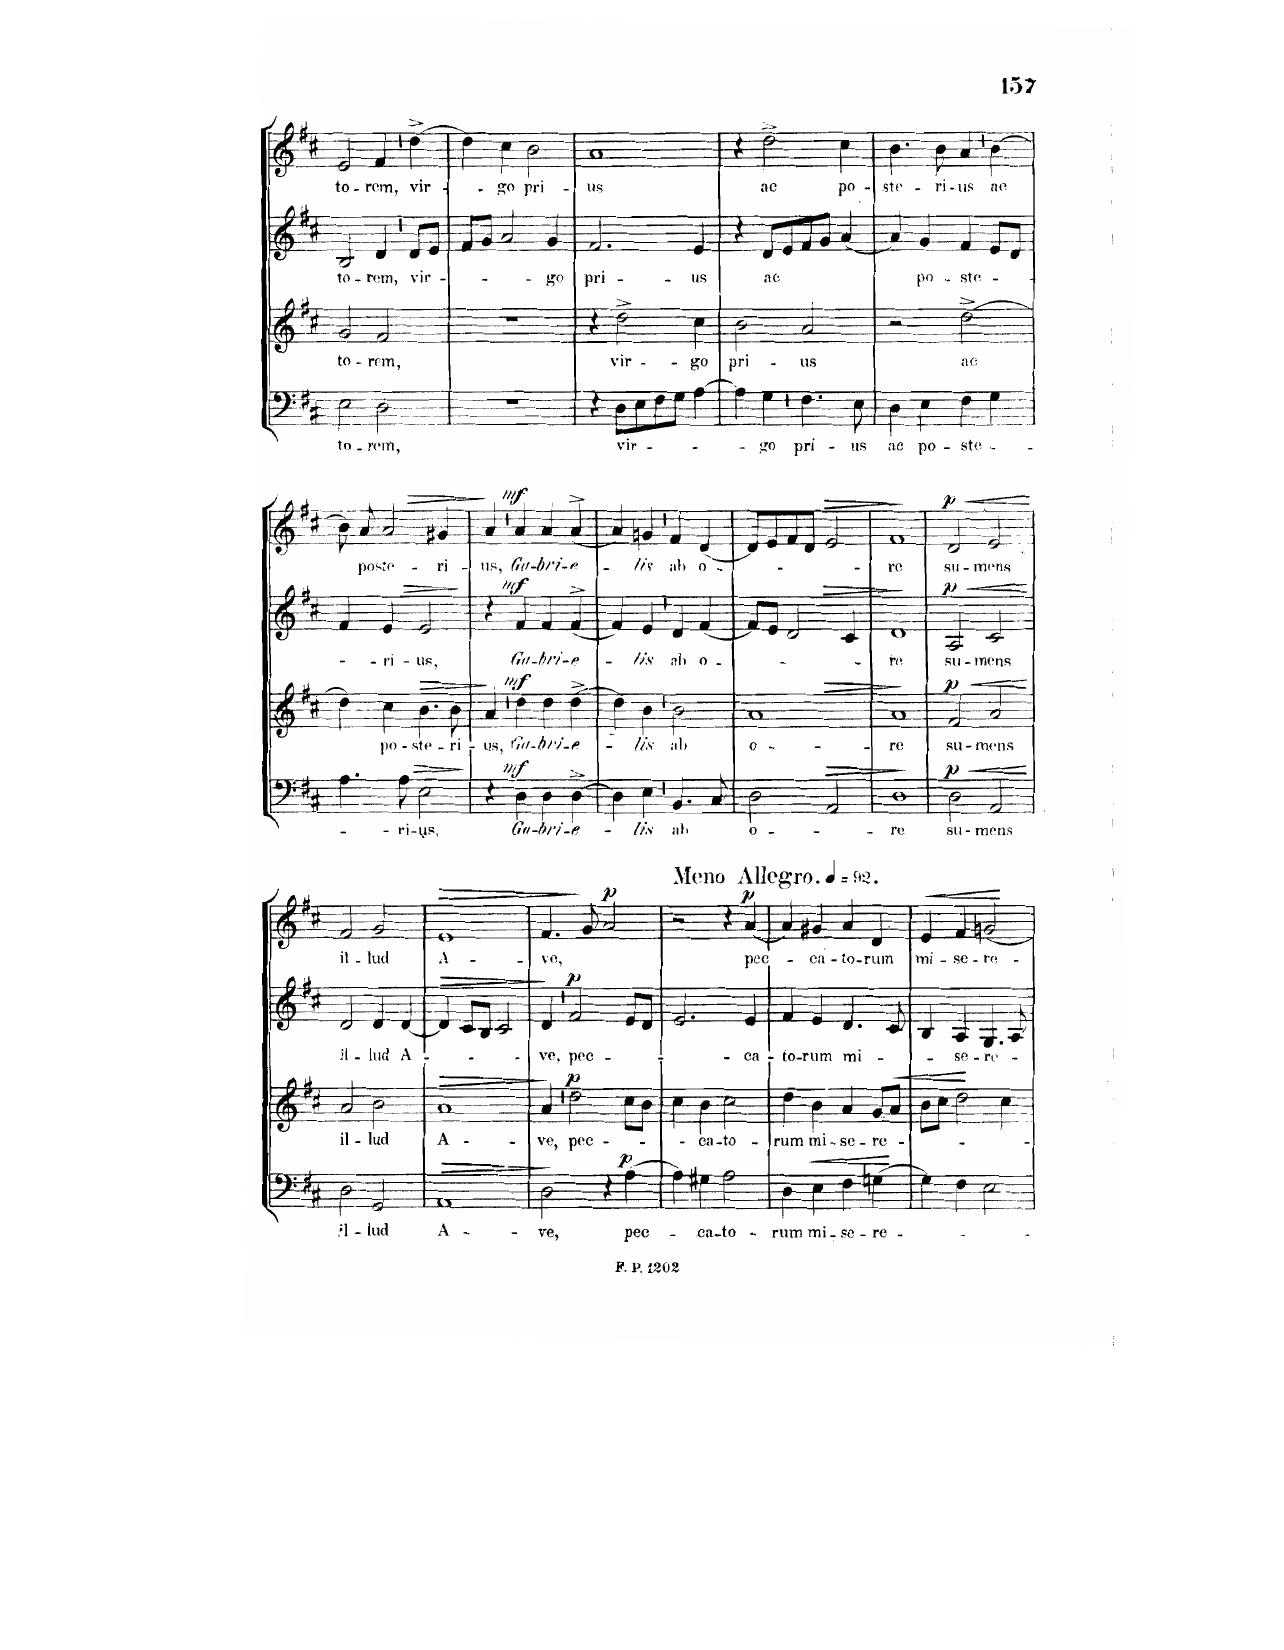 157
to - rem, vir - - go pri - us ac po - ste - ri - us ac
to - rem, vir - - - go pri - - us ac po - ste -
to - rem, vir - - go pri - us ac
to - rem, vir - - - go pri - us ac po - ste - -
mf p
poste - ri - us, Ga - bri - e - lis ab o - - - - re su - mens
mf p
- - ri - us, Ga - bri - e - lis ab o - - - - re su - mens
mf p
po - ste - ri - us, Ga - bri - e - lis ab o - - - re su - mens
mf p
- - ri - us, Ga - bri - e - lis ab o - - - re su - mens
Meno Allegro. ♩ = 92.
p p
il - lud A - - ve, pec - ca - to - rum mi - se - re -
p
il - lud A - - - ve, pec - - - ca - to - rum mi - - se - re -
p
il - lud A - - ve, pec - - - ca - to - rum mi - se - re - - - -
p
il - lud A - - ve, pec - ca - to - rum mi - se - re - - - -
F. P. 1202